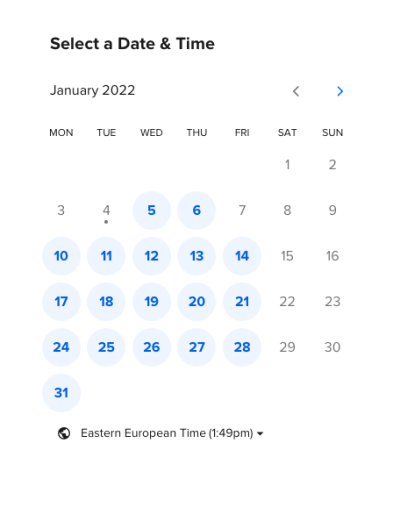 Select a Date & Time
January 2022
MON TUE WED THU FRI SAT SUN
1 2
3 4 5 6 7 8 9
10 11 12 13 14 15 16
17 18 19 20 21 22 23
24 25 26 27 28 29 30
31
Eastern European Time (1:49pm)